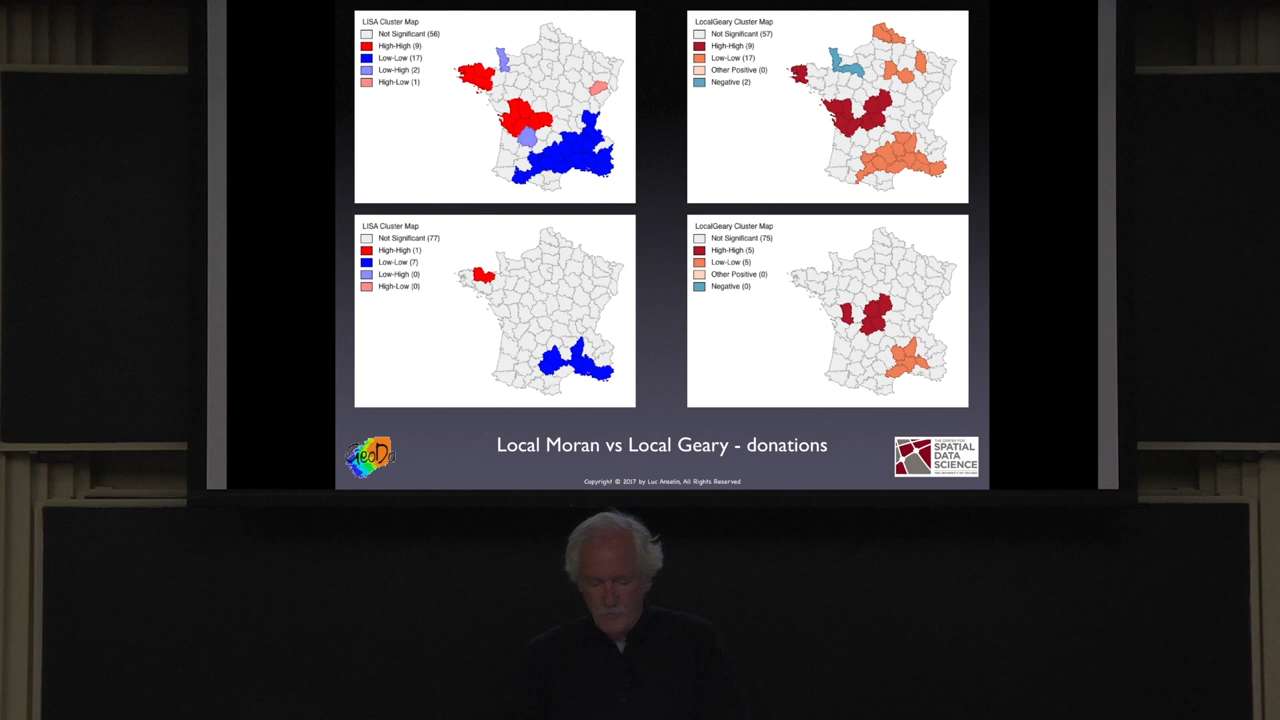 LISA Cluster Map
Not Significant (56)
High-High (9)
Low-Low (17)
Low-High (2)
High-Low (1)
LocalGeary Cluster Map
Not Significant (57)
High-High (9)
Low-Low (17)
Other Positive (0)
Negative (2)
LISA Cluster Map
Not Significant (77)
High-High (1)
Low-Low (7)
Low-High (0)
High-Low (0)
LocalGeary Cluster Map
Not Significant (75)
High-High (5)
Low-Low (5)
Other Positive (0)
Negative (0)
GeoDa
Local Moran vs Local Geary - donations
THE CENTER FOR
SPATIAL
DATA
SCIENCE
THE UNIVERSITY OF CHICAGO
Copyright © 2017 by Luc Anselin, All Rights Reserved